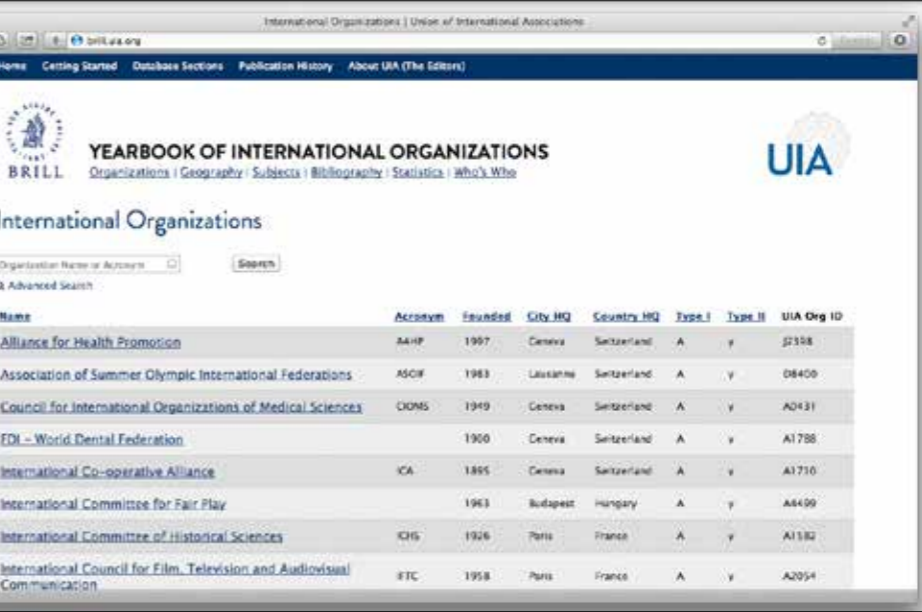 International Organizations | Union of International Associations
brill.uia.org
Home Getting Started Database Sections Publication History About UIA (The Editors)
BRILL
YEARBOOK OF INTERNATIONAL ORGANIZATIONS
UIA
Organizations | Geography | Subjects | Bibliography | Statistics | Who's Who
International Organizations
Organization Name or Acronym Search
Advanced Search
Name Acronym Founded City HQ Country HQ Type I Type II UIA Org ID
Alliance for Health Promotion A4HP 1997 Geneva Switzerland A y
Association of Summer Olympic International Federations ASOIF 1983 Lausanne Switzerland A y D8400
Council for International Organizations of Medical Sciences CIOMS 1949 Geneva Switzerland A y A0431
FDI - World Dental Federation 1900 Geneva Switzerland A y A1788
International Co-operative Alliance ICA 1895 Geneva Switzerland A y A1710
International Committee for Fair Play 1963 Budapest Hungary A y
International Committee of Historical Sciences ICHS 1926 Paris France A y A1582
International Council for Film, Television and Audiovisual
Communication IFTC 1958 Paris France A y A2054